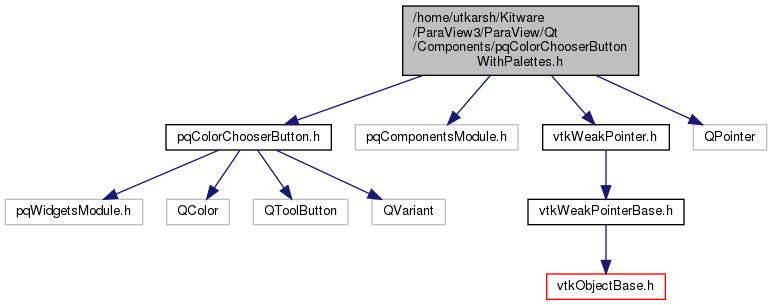 /home/utkarsh/Kitware
/ParaView3/ParaView/Qt
/Components/pqColorChooserButton
WithPalettes.h
pqColorChooserButton.h
pqComponentsModule.h
vtkWeakPointer.h
QPointer
pqWidgetsModule.h
QColor
QToolButton
QVariant
vtkWeakPointerBase.h
vtkObjectBase.h